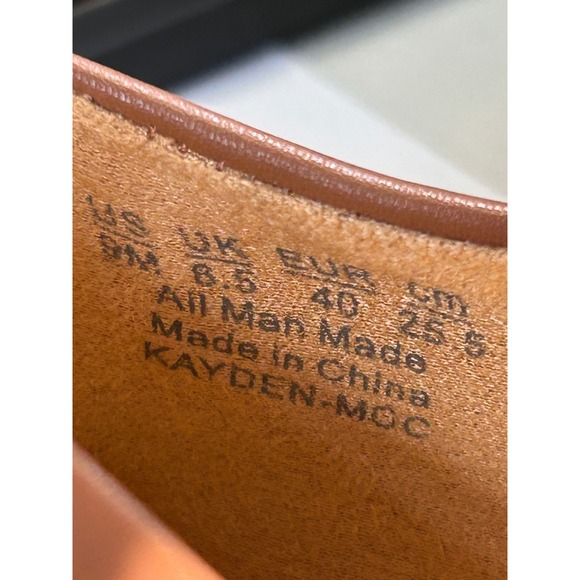 US UK EUR cm
9M 8.5 40 25 5
All Man Made
Made in China
KAYDEN-MOC